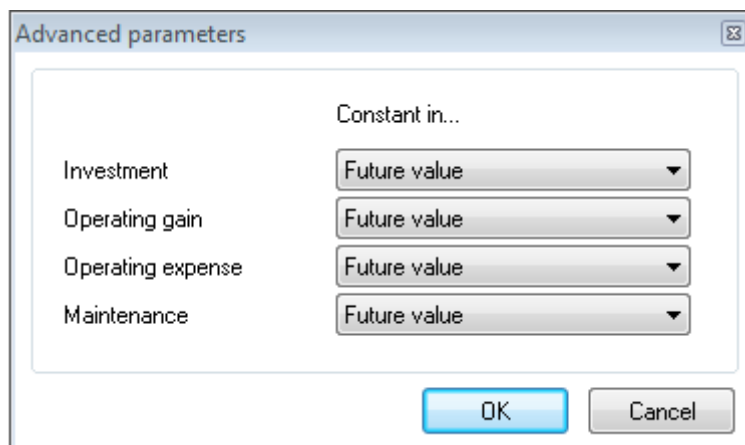 Advanced parameters
Constant in...
Investment Future value
Operating gain Future value
Operating expense Future value
Maintenance Future value
OK Cancel